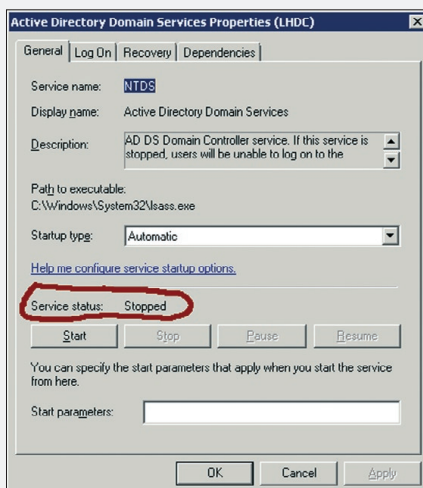 Active Directory Domain Services Properties (LHDC)
General Log On Recovery Dependencies
Service name: NTDS
Display name: Active Directory Domain Services
Description: AD DS Domain Controller service. If this service is
stopped, users will be unable to log on to the
Path to executable:
C:\Windows\System32\lsass.exe
Startup type: Automatic
Help me configure service startup options.
Service status: Stopped
Start Stop Pause Resume
You can specify the start parameters that apply when you start the service
from here.
Start parameters:
OK Cancel Apply